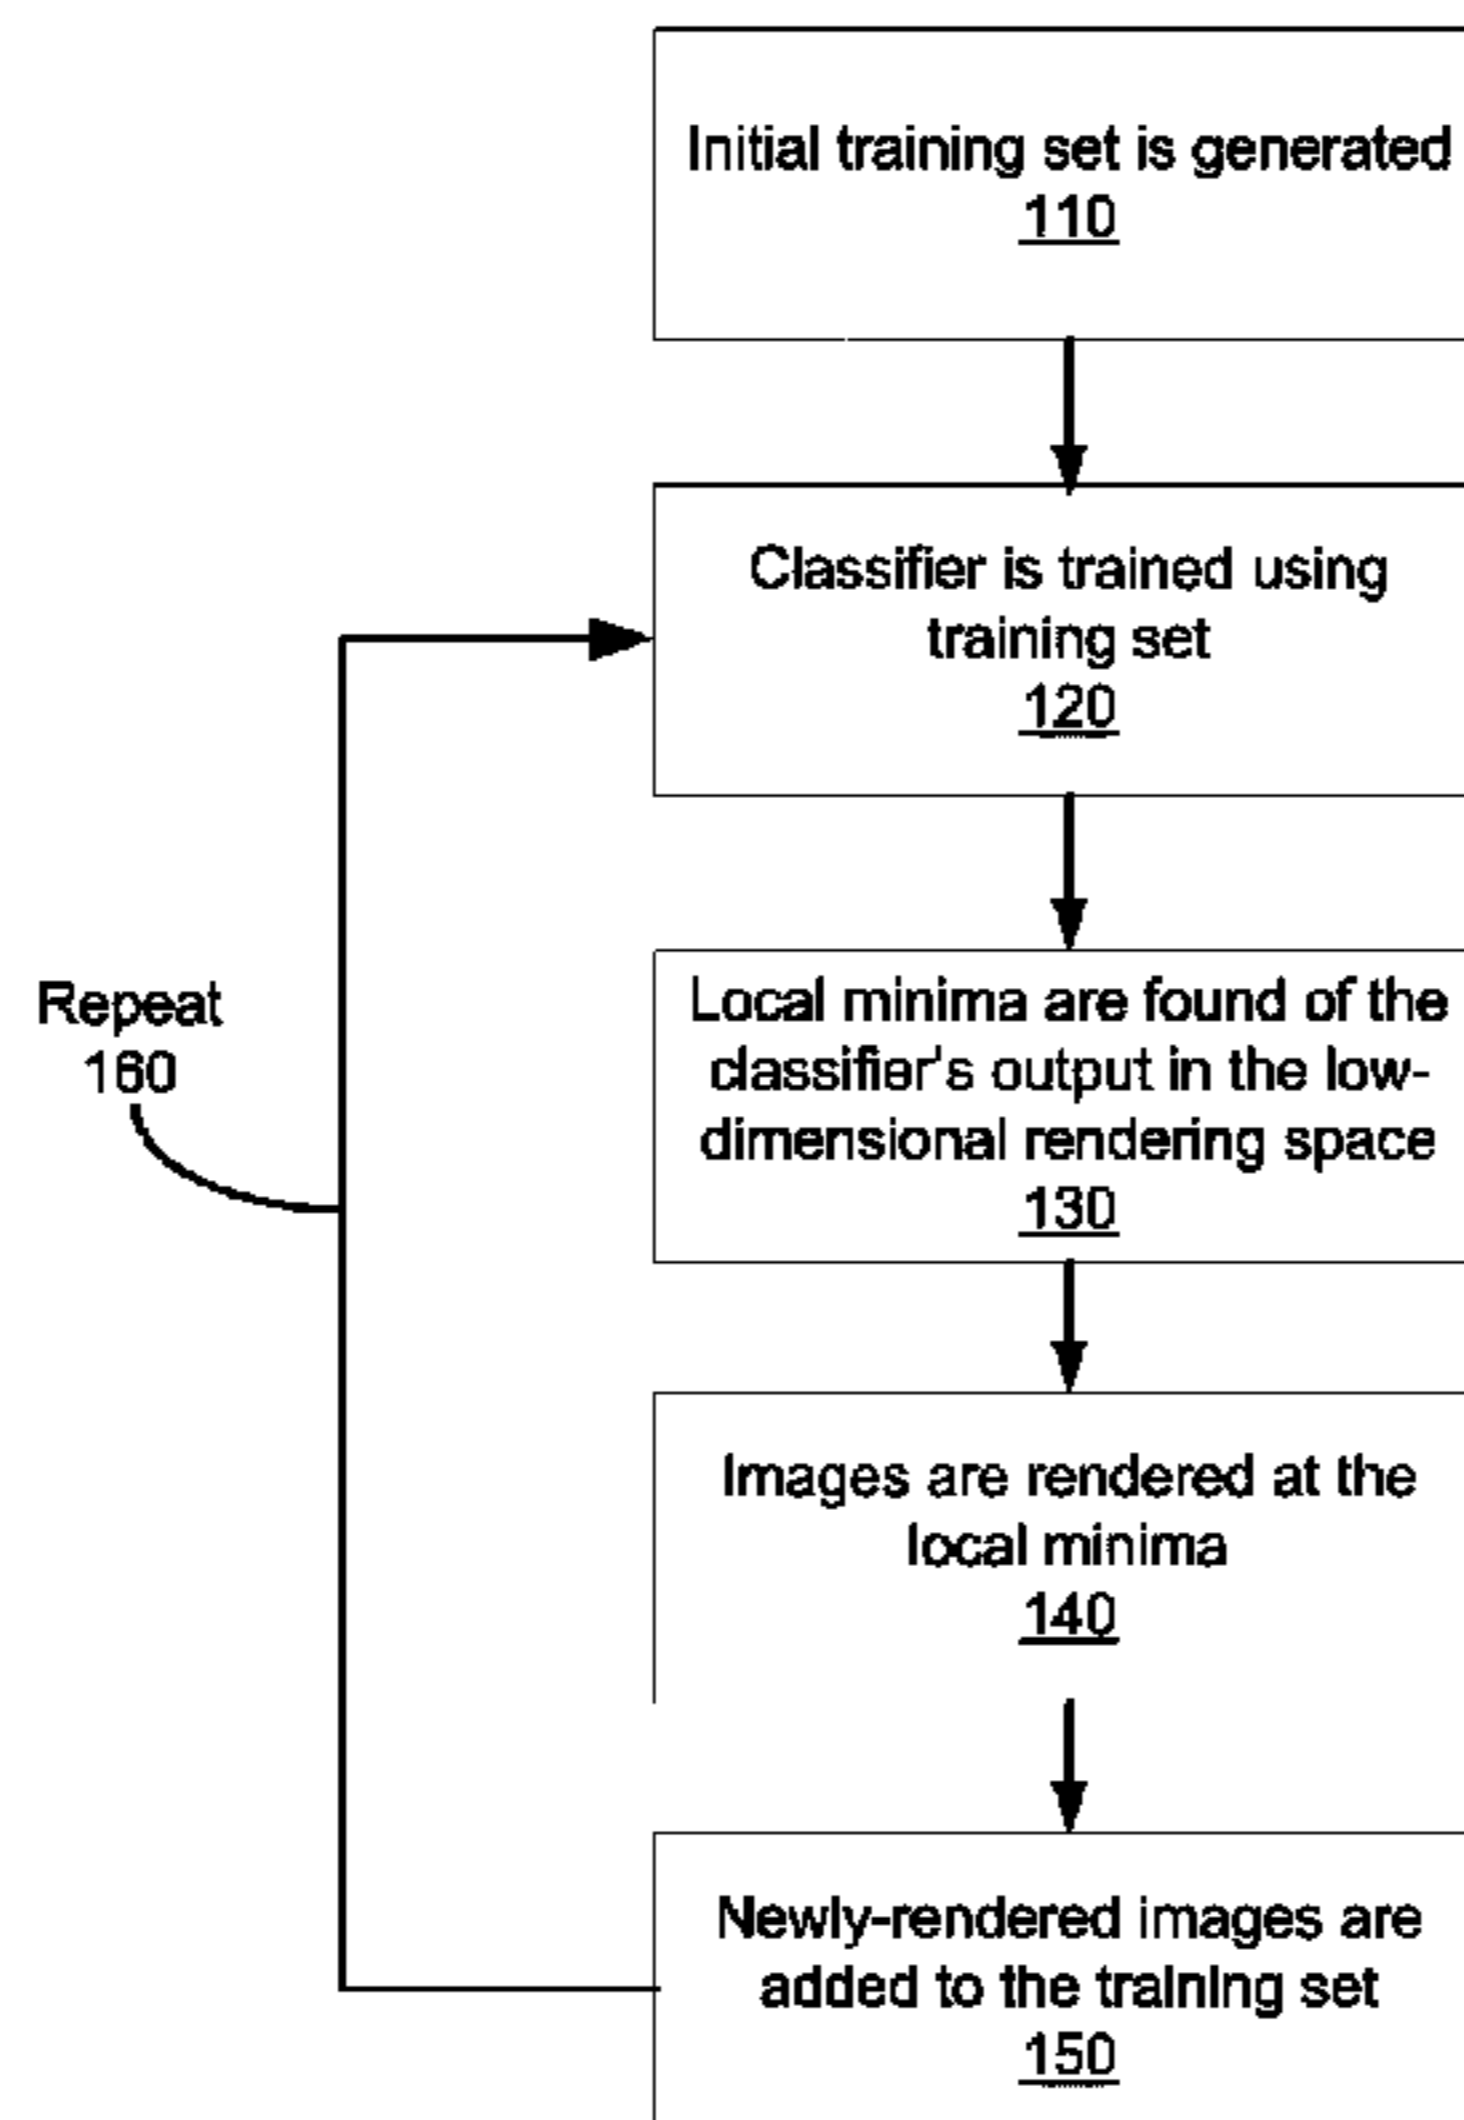 Initial training set is generated
110
Classifier is trained using
training set
120
Repeat
160
Local minima are found of the
classifier's output in the low-
dimensional rendering space
130
Images are rendered at the
local minima
140
Newly-rendered images are
added to the training set
150